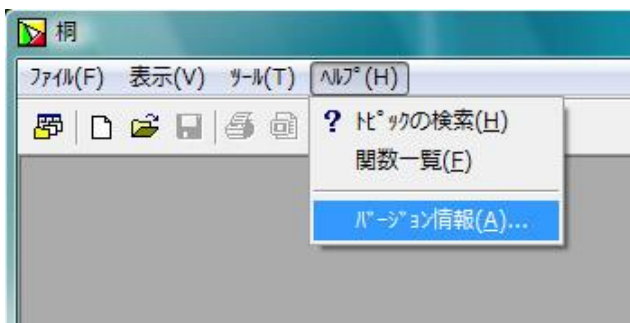 桐
ﾌｧｲﾙ(F) 表示(V) ﾂｰﾙ(T) ﾍﾙﾌﾟ(H)
? ﾄﾋﾟｯｸの検索(H)
関数一覧(F)
ﾊﾞｰｼﾞｮﾝ情報(A)...